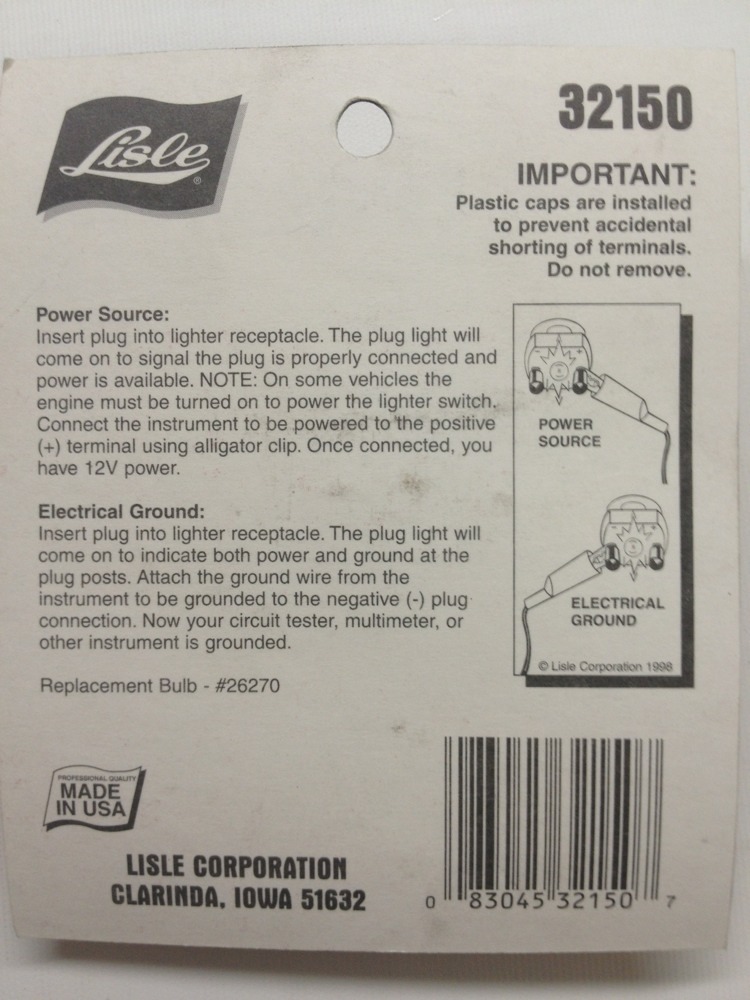 Lisle®
32150
IMPORTANT:
Plastic caps are installed
to prevent accidental
shorting of terminals.
Do not remove.
Power Source:
Insert plug into lighter receptacle. The plug light will
come on to signal the plug is properly connected and
power is available. NOTE: On some vehicles the
engine must be turned on to power the lighter switch.
Connect the instrument to be powered to the positive
(+) terminal using alligator clip. Once connected, you
have 12V power.
Electrical Ground:
Insert plug into lighter receptacle. The plug light will
come on to indicate both power and ground at the
plug posts. Attach the ground wire from the
instrument to be grounded to the negative (-) plug
connection. Now your circuit tester, multimeter, or
other instrument is grounded.
Replacement Bulb - #26270
POWER
SOURCE
ELECTRICAL
GROUND
© Lisle Corporation 1998
PROFESSIONAL QUALITY
MADE
IN USA
LISLE CORPORATION
CLARINDA, IOWA 51632
0 83045 32150 7